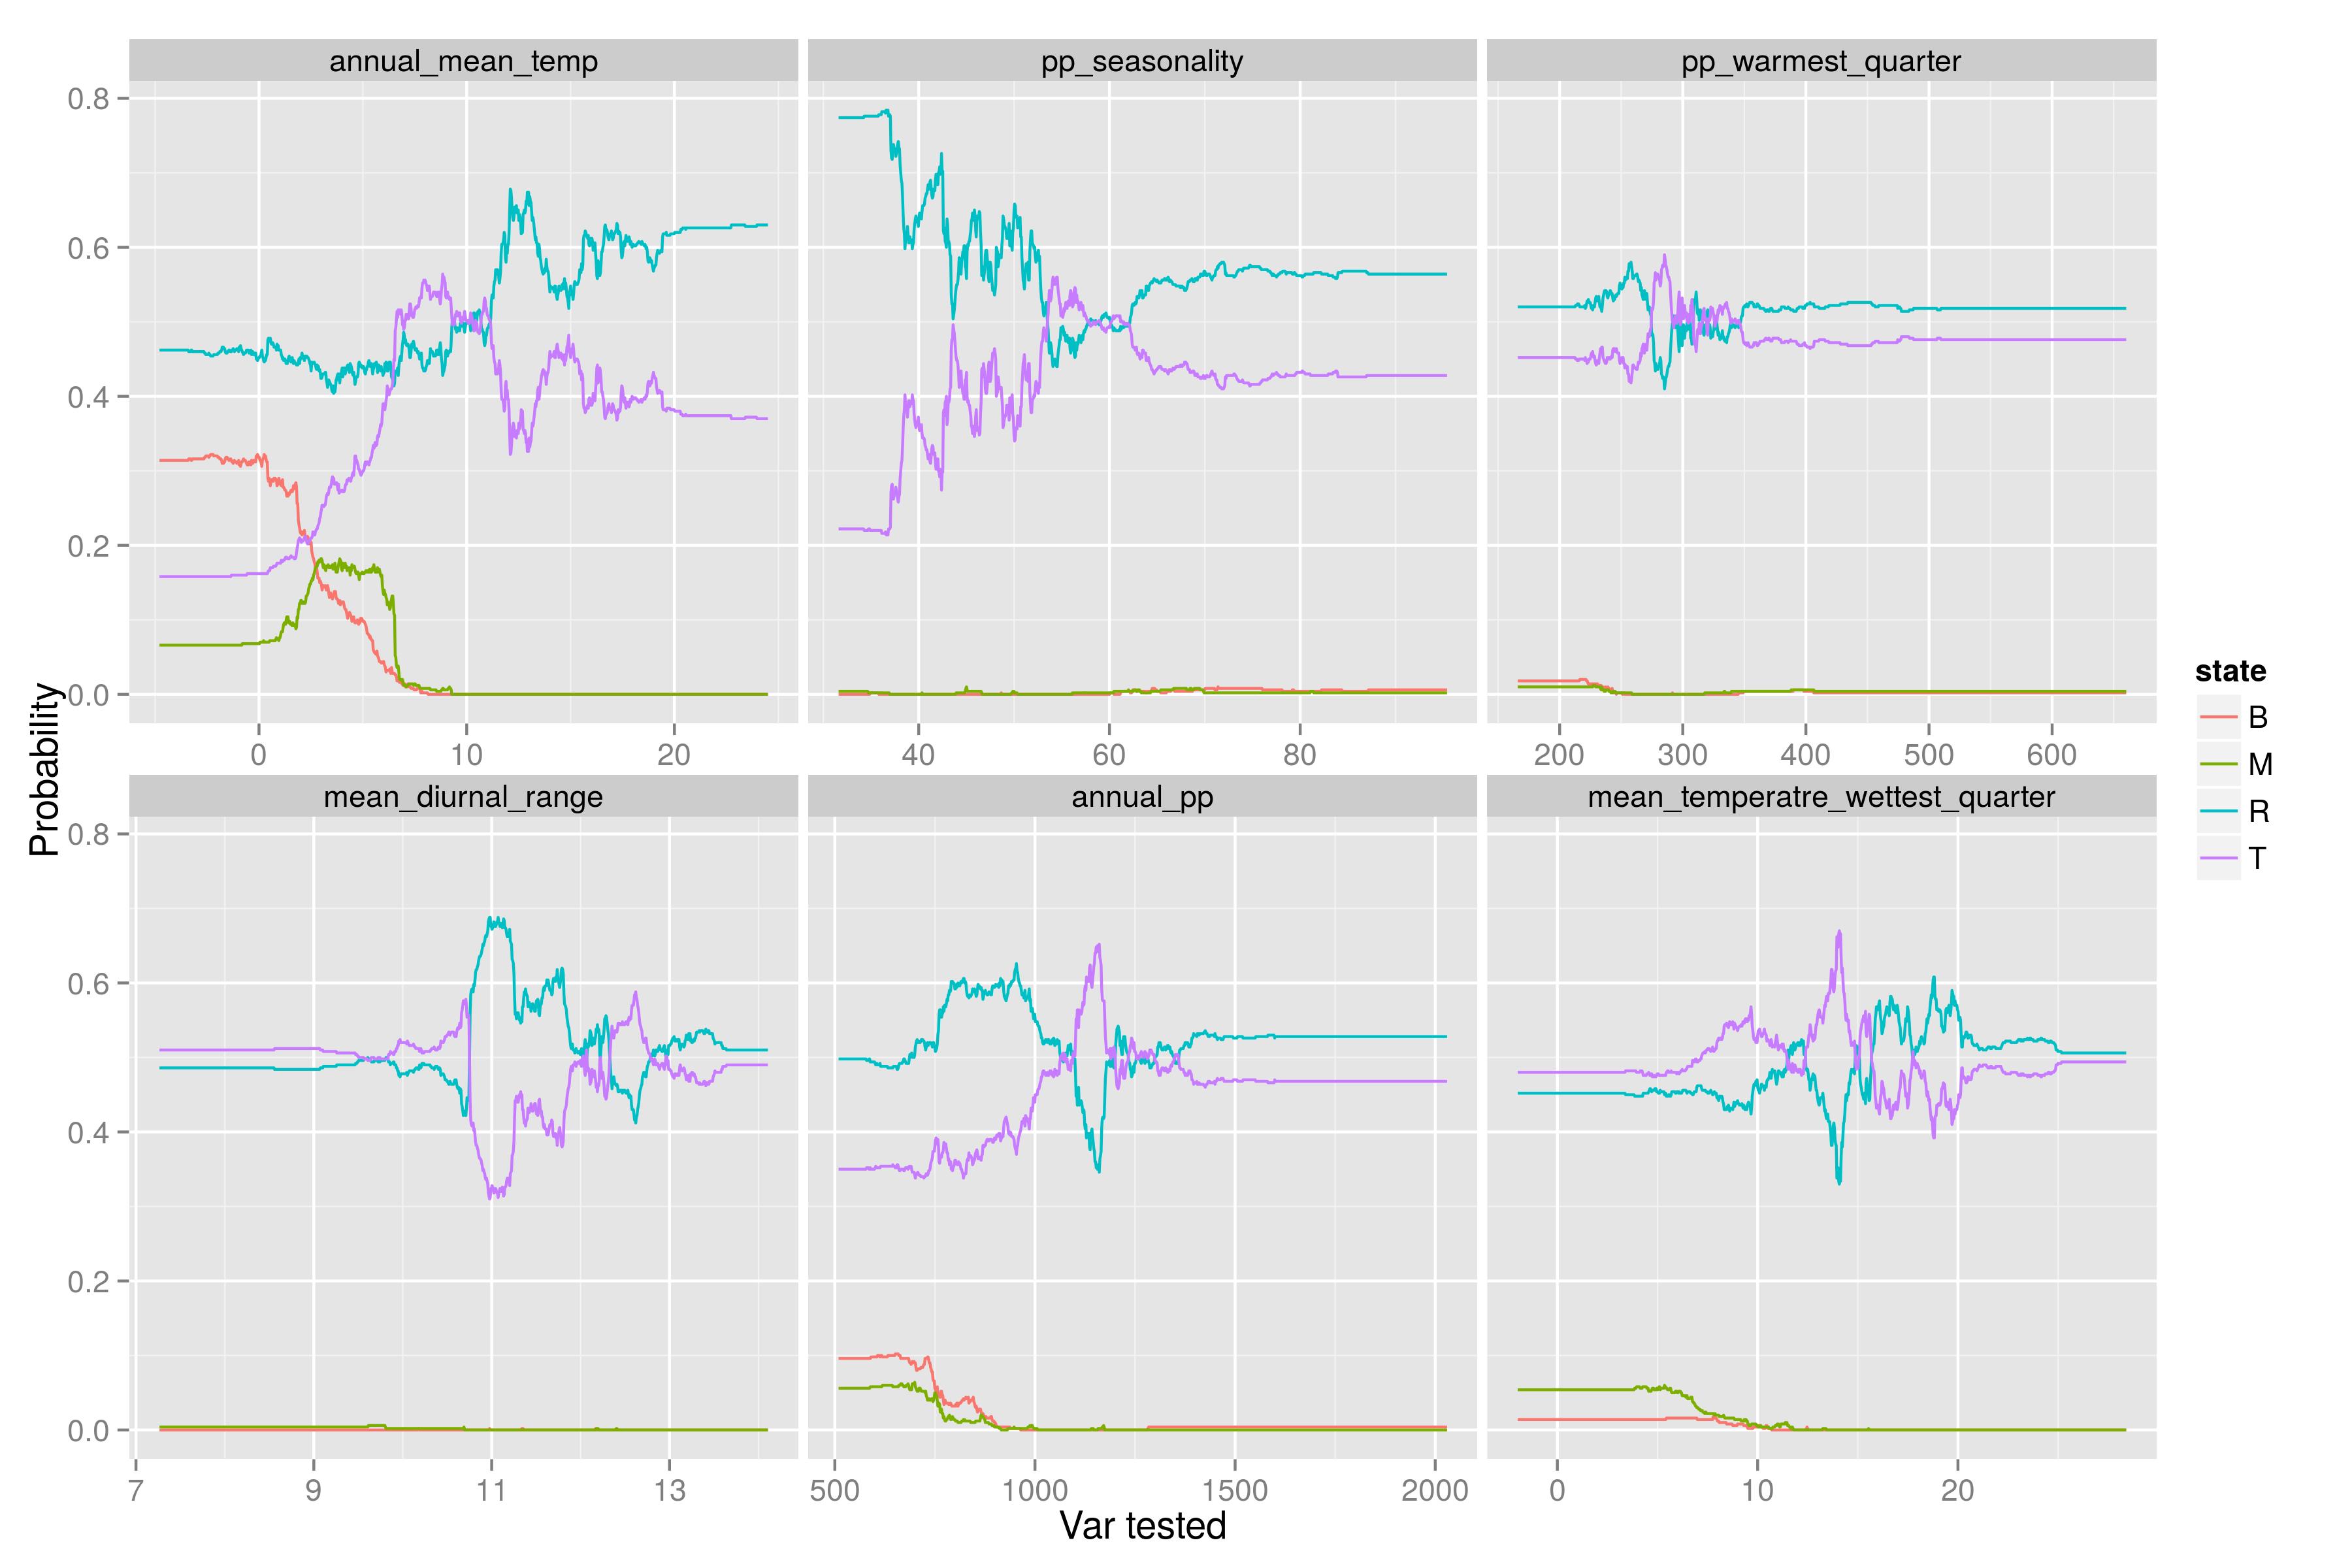 annual_mean_temp pp_seasonality pp_warmest_quarter
0.8
0.6
0.4
0.2
0.0
0 10 20 40 60 80 200 300 400 500 600
mean_diurnal_range annual_pp mean_temperatre_wettest_quarter
0.8
0.6
0.4
0.2
0.0
7 9 11 13 500 1000 1500 2000 0 10 20
Var tested
Probability
state
B
M
R
T